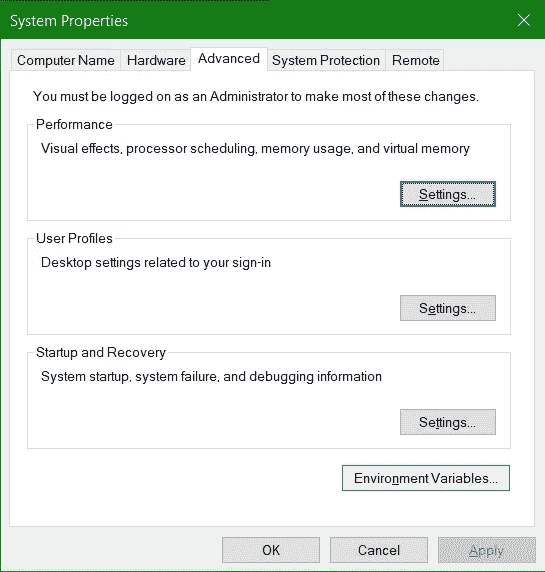 System Properties
Computer Name Hardware Advanced System Protection Remote
You must be logged on as an Administrator to make most of these changes.
Performance
Visual effects, processor scheduling, memory usage, and virtual memory
Settings...
User Profiles
Desktop settings related to your sign-in
Settings...
Startup and Recovery
System startup, system failure, and debugging information
Settings...
Environment Variables...
OK Cancel Apply